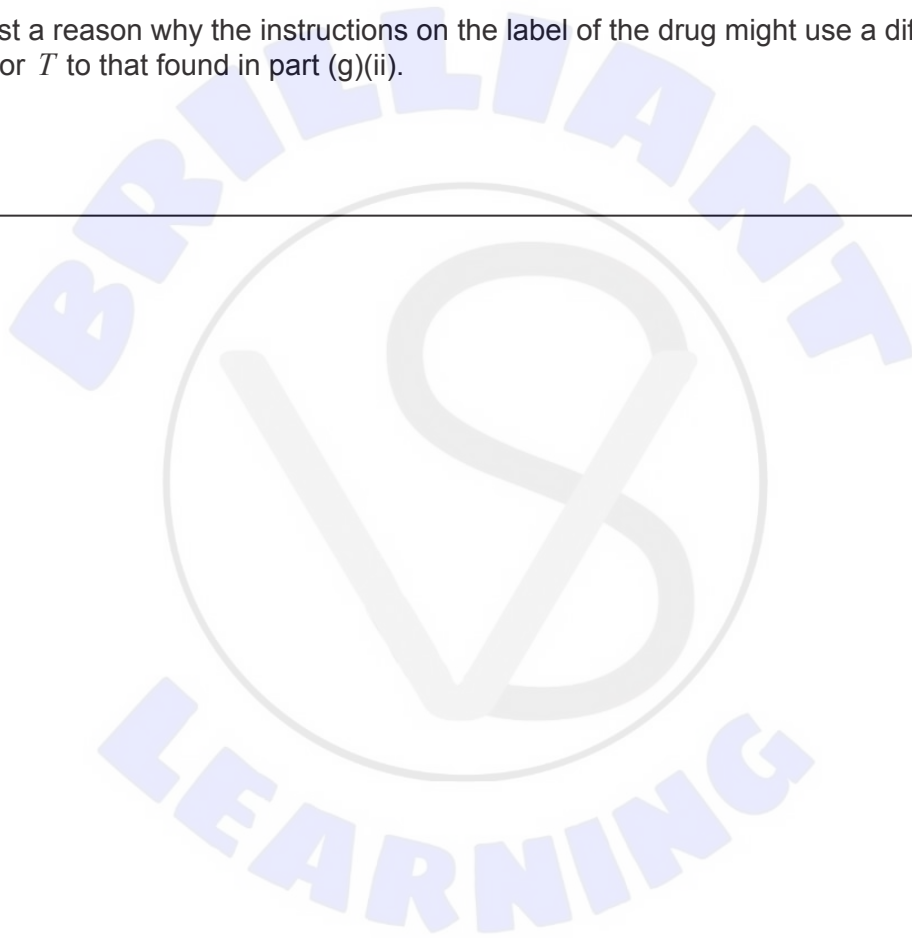 st a reason why the instructions on the label of the drug might use a dif
or T to that found in part (g)(ii).
BRILLIANT
VS
LEARNING